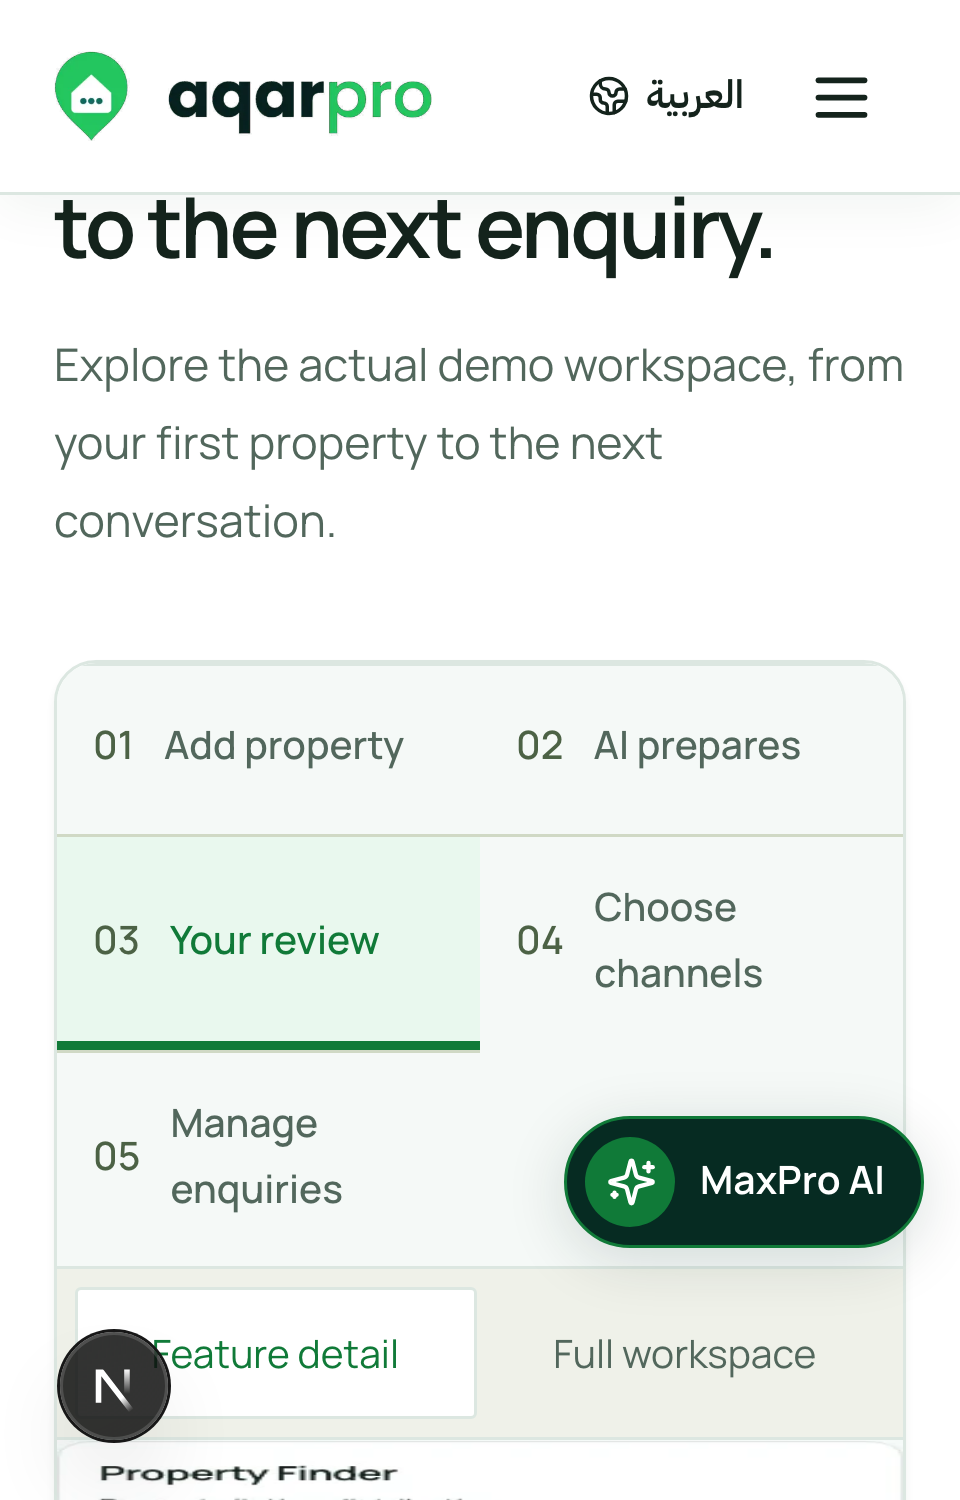 aqarpro
العربية
to the next enquiry.
Explore the actual demo workspace, from
your first property to the next
conversation.
01 Add property
02 AI prepares
03 Your review
04 Choose
channels
05 Manage
enquiries
MaxPro AI
Feature detail
Full workspace
N
Property Finder